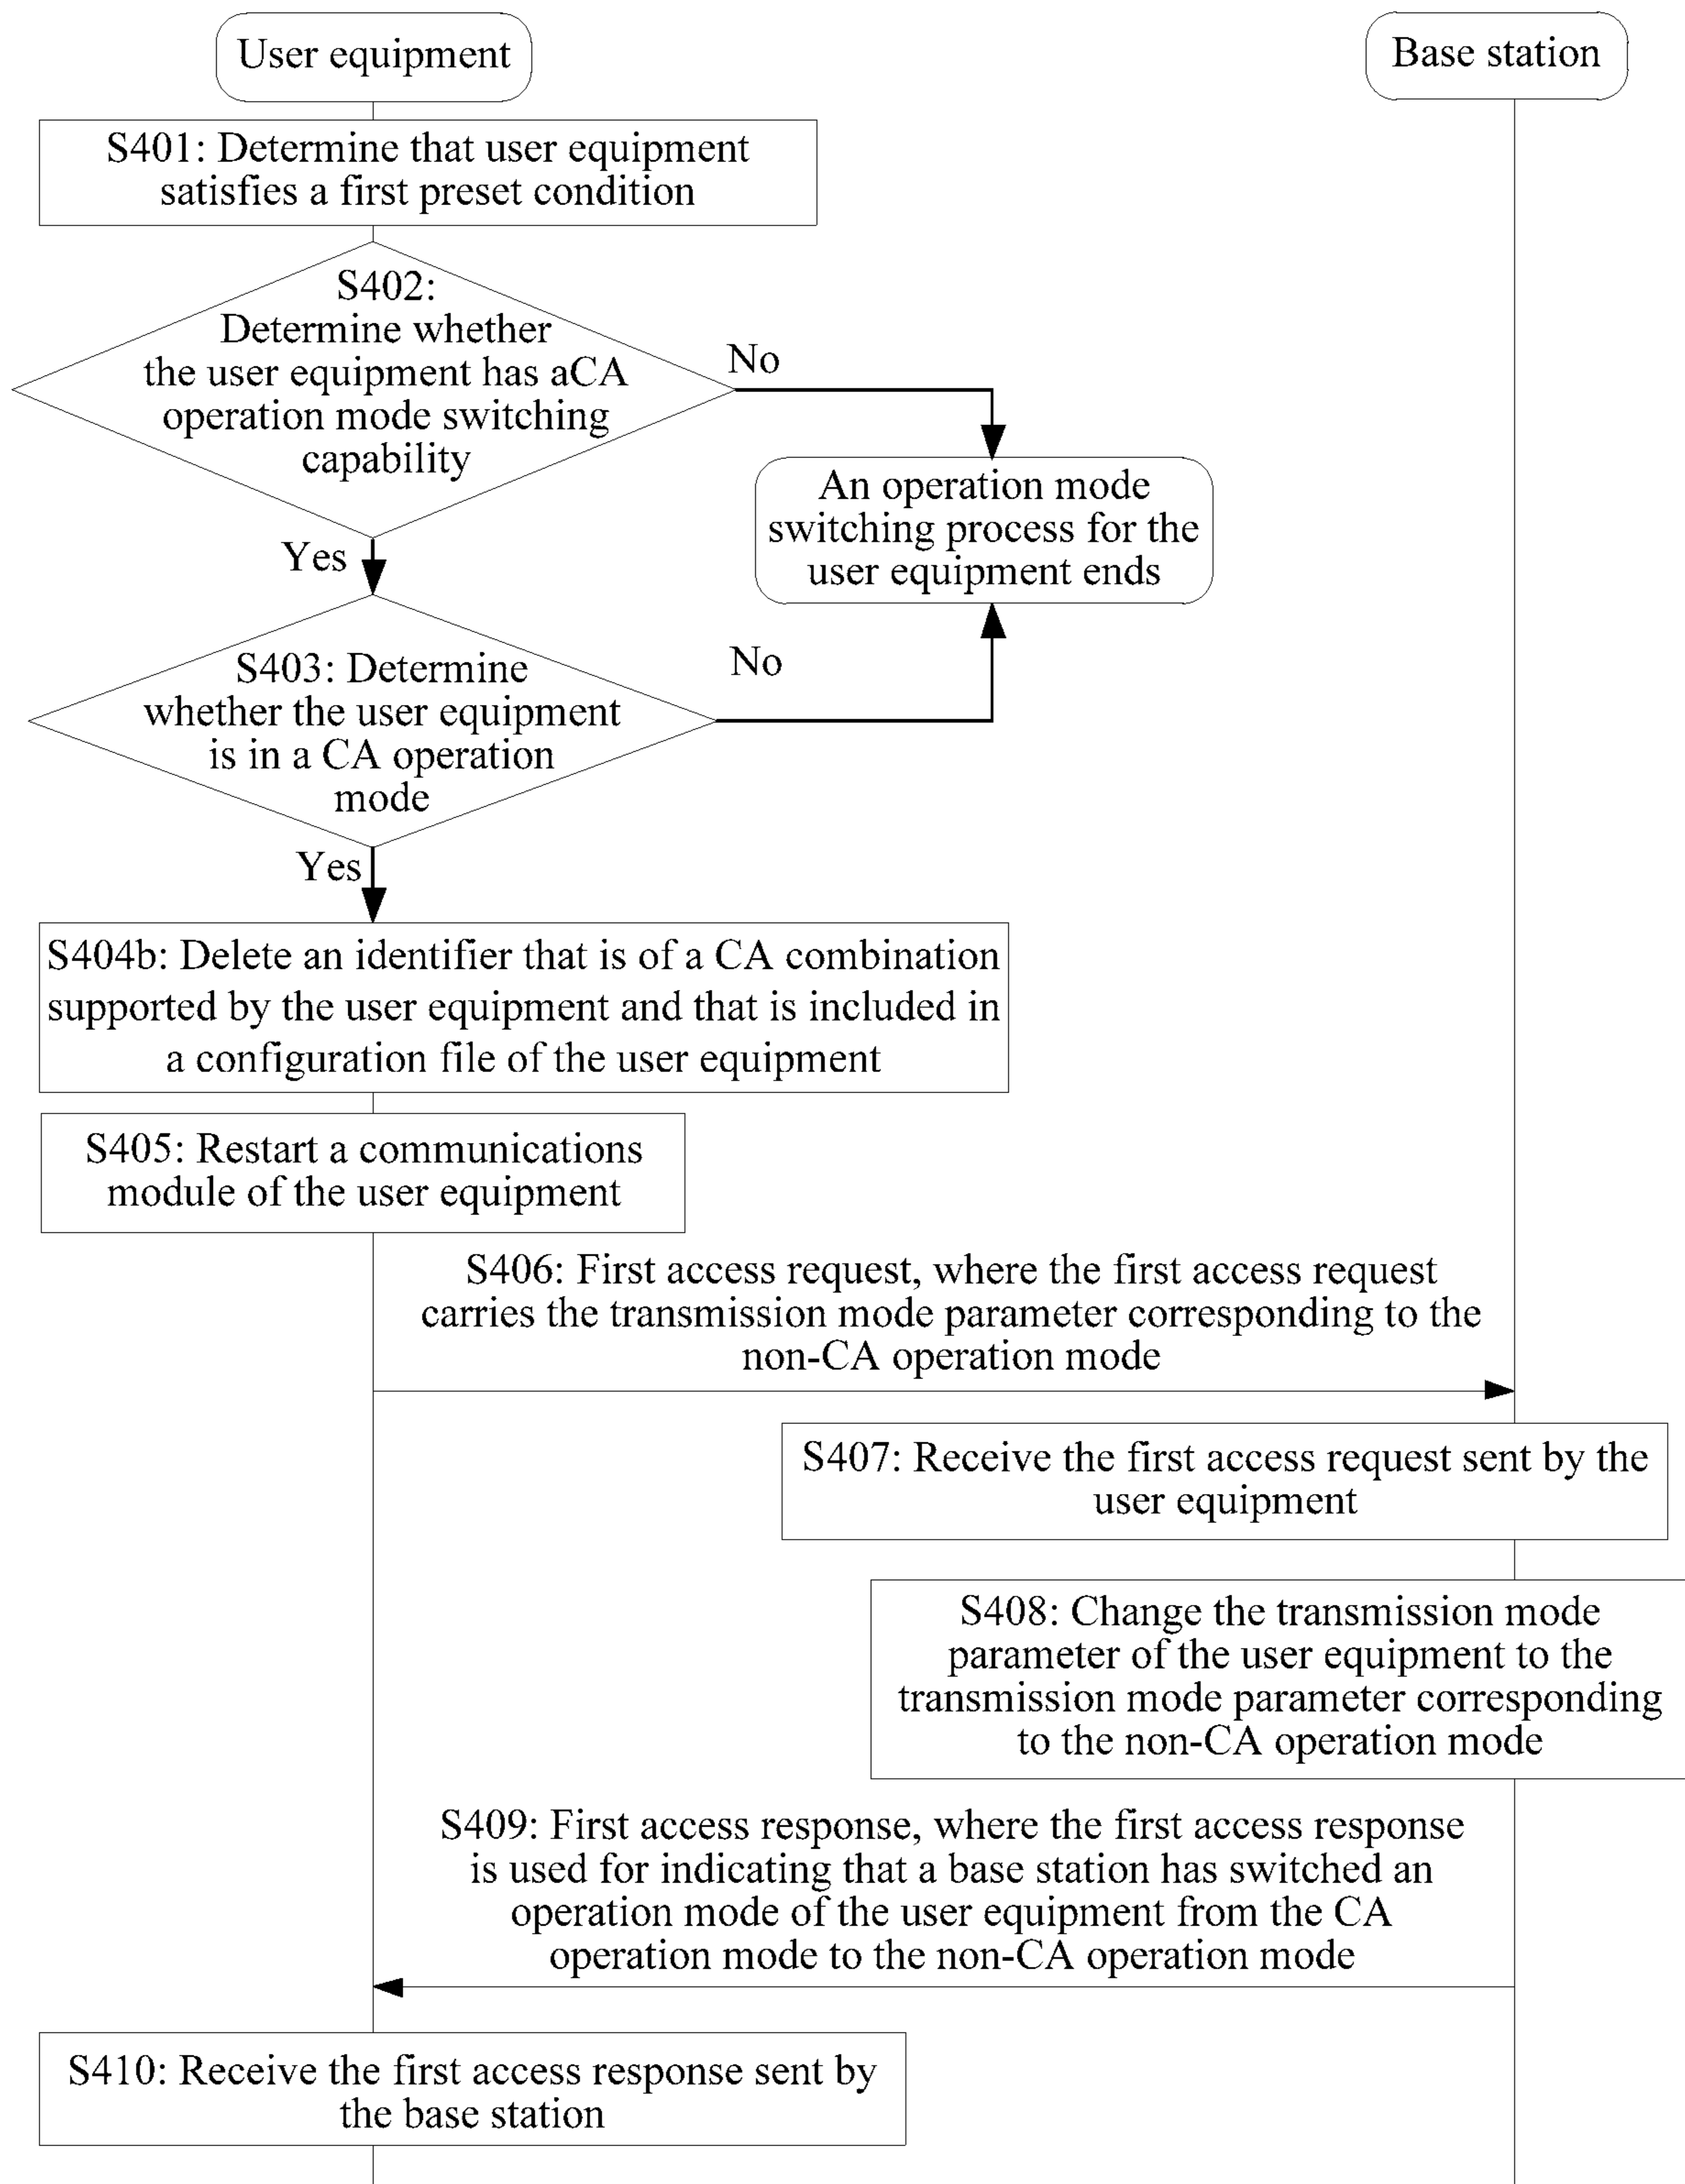 User equipment
Base station
S401: Determine that user equipment
satisfies a first preset condition
S402:
Determine whether
the user equipment has aCA
operation mode switching
capability
No
Yes
An operation mode
switching process for the
user equipment ends
S403: Determine
whether the user equipment
is in a CA operation
mode
No
Yes
S404b: Delete an identifier that is of a CA combination
supported by the user equipment and that is included in
a configuration file of the user equipment
S405: Restart a communications
module of the user equipment
S406: First access request, where the first access request
carries the transmission mode parameter corresponding to the
non-CA operation mode
S407: Receive the first access request sent by the
user equipment
S408: Change the transmission mode
parameter of the user equipment to the
transmission mode parameter corresponding
to the non-CA operation mode
S409: First access response, where the first access response
is used for indicating that a base station has switched an
operation mode of the user equipment from the CA
operation mode to the non-CA operation mode
S410: Receive the first access response sent by
the base station